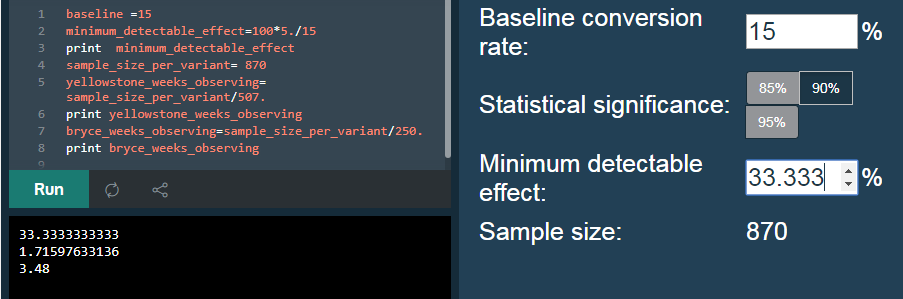 1 baseline =15
2 minimum_detectable_effect=100*5./15
3 print  minimum_detectable_effect
4 sample_size_per_variant= 870
5 yellowstone_weeks_observing=
sample_size_per_variant/507.
6 print yellowstone_weeks_observing
7 bryce_weeks_observing=sample_size_per_variant/250.
8 print bryce_weeks_observing
9
Run
33.3333333333
1.71597633136
3.48
Baseline conversion
rate:
15 %
Statistical significance:
85% 90%
95%
Minimum detectable
effect:
33.333 %
Sample size: 870